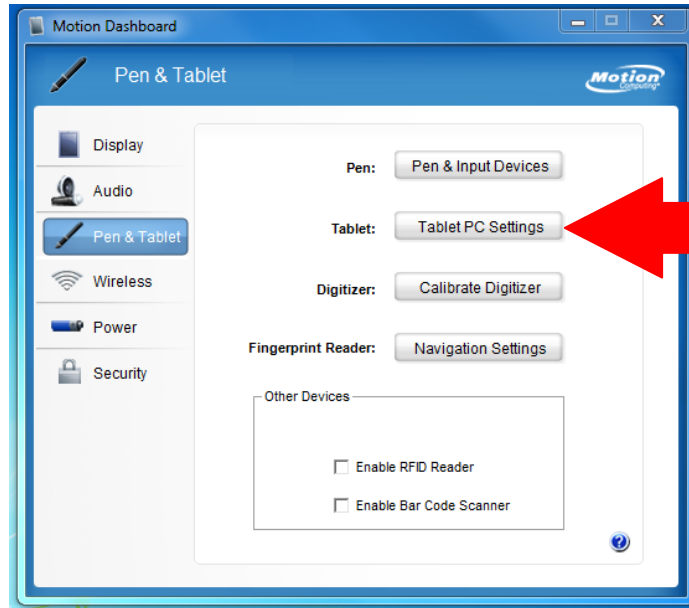 Motion Dashboard
Pen & Tablet
Motion
Computing
Display
Audio
Pen & Tablet
Wireless
Power
Security
Pen: Pen & Input Devices
Tablet: Tablet PC Settings
Digitizer: Calibrate Digitizer
Fingerprint Reader: Navigation Settings
Other Devices
Enable RFID Reader
Enable Bar Code Scanner